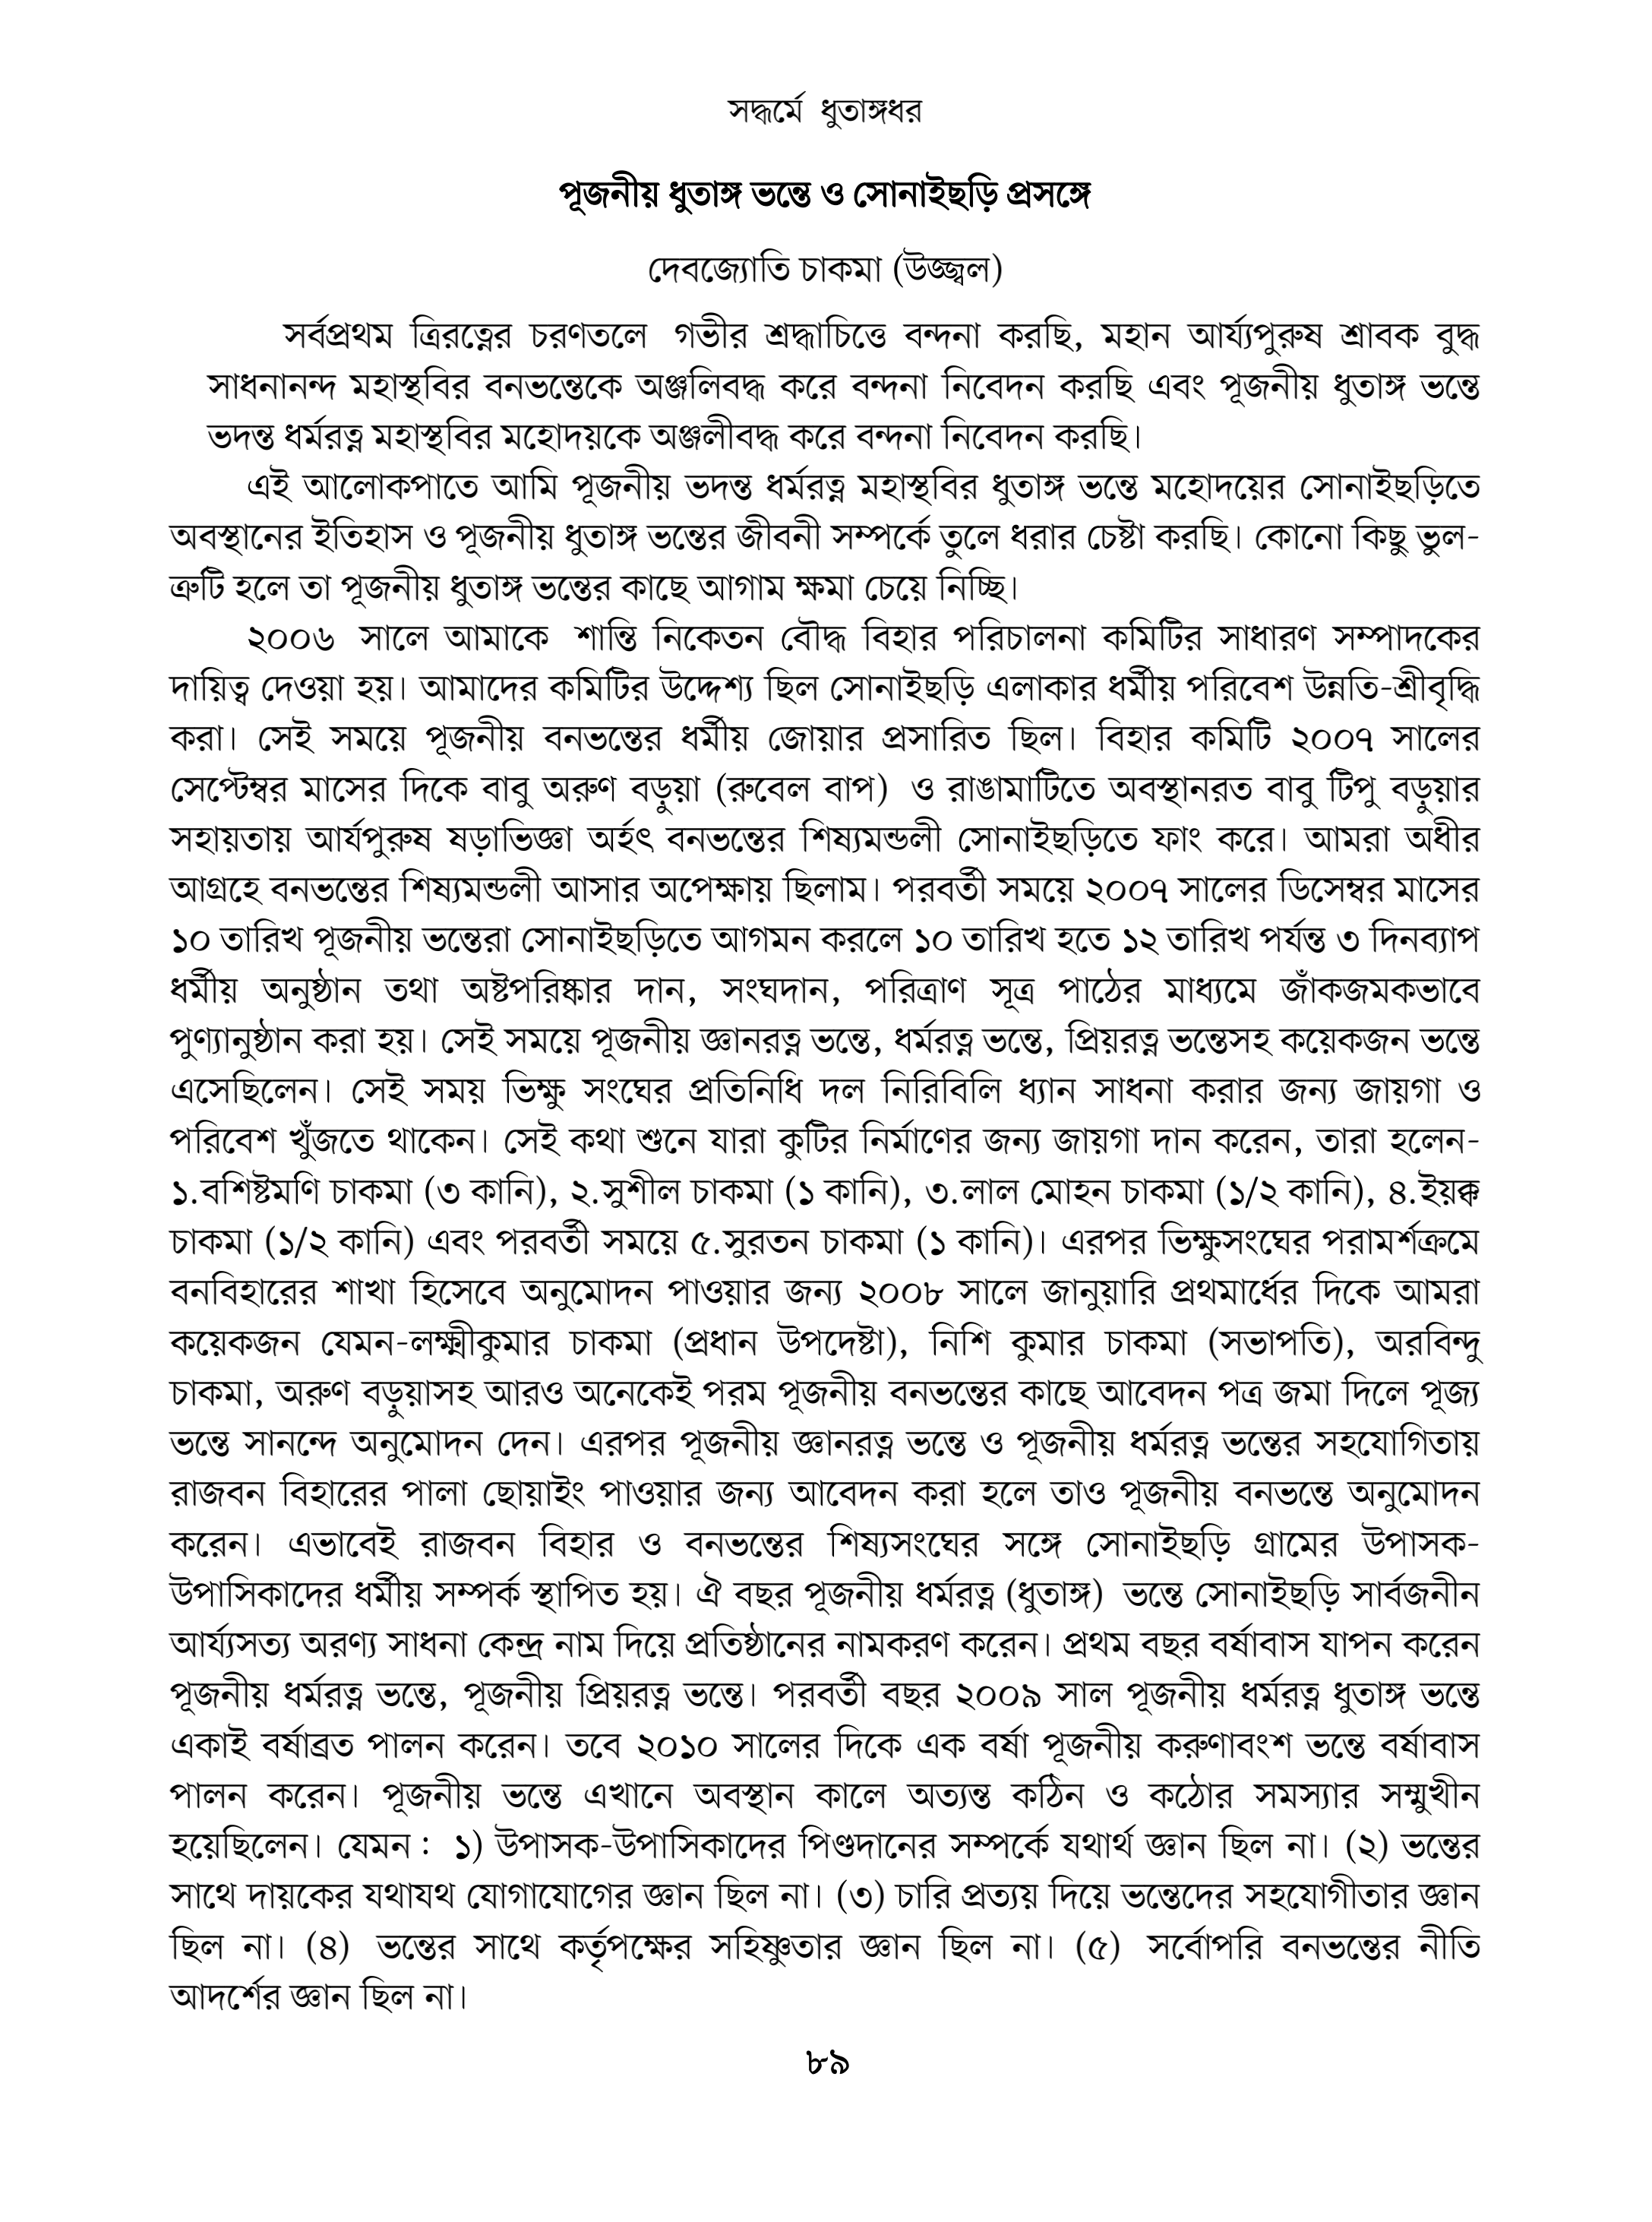 সদ্ধর্মে ধুতাঙ্গধর
পূজনীয় ধুতাঙ্গ ভন্তে ও সোনাইছড়ি প্রসঙ্গে
দেবজ্যোতি চাকমা (উজ্জ্বল)
সর্বপ্রথম ত্রিরত্নের চরণতলে গভীর শ্রদ্ধাচিত্তে বন্দনা করছি, মহান আর্য্যপুরুষ শ্রাবক বুদ্ধ
সাধনানন্দ মহাস্থবির বনভন্তেকে অঞ্জলিবদ্ধ করে বন্দনা নিবেদন করছি এবং পূজনীয় ধুতাঙ্গ ভন্তে
ভদন্ত ধর্মরত্ন মহাস্থবির মহোদয়কে অঞ্জলীবদ্ধ করে বন্দনা নিবেদন করছি।
এই আলোকপাতে আমি পূজনীয় ভদন্ত ধর্মরত্ন মহাস্থবির ধুতাঙ্গ ভন্তে মহোদয়ের সোনাইছড়িতে
অবস্থানের ইতিহাস ও পূজনীয় ধুতাঙ্গ ভন্তের জীবনী সম্পর্কে তুলে ধরার চেষ্টা করছি। কোনো কিছু ভুল-
ত্রুটি হলে তা পূজনীয় ধুতাঙ্গ ভন্তের কাছে আগাম ক্ষমা চেয়ে নিচ্ছি।
২০০৬ সালে আমাকে শান্তি নিকেতন বৌদ্ধ বিহার পরিচালনা কমিটির সাধারণ সম্পাদকের
দায়িত্ব দেওয়া হয়। আমাদের কমিটির উদ্দেশ্য ছিল সোনাইছড়ি এলাকার ধর্মীয় পরিবেশ উন্নতি-শ্রীবৃদ্ধি
করা। সেই সময়ে পূজনীয় বনভন্তের ধর্মীয় জোয়ার প্রসারিত ছিল। বিহার কমিটি ২০০৭ সালের
সেপ্টেম্বর মাসের দিকে বাবু অরুণ বড়ুয়া (রুবেল বাপ) ও রাঙামাটিতে অবস্থানরত বাবু টিপু বড়ুয়ার
সহায়তায় আর্যপুরুষ ষড়াভিজ্ঞা অর্হৎ বনভন্তের শিষ্যমন্ডলী সোনাইছড়িতে ফাং করে। আমরা অধীর
আগ্রহে বনভন্তের শিষ্যমন্ডলী আসার অপেক্ষায় ছিলাম। পরবর্তী সময়ে ২০০৭ সালের ডিসেম্বর মাসের
১০ তারিখ পূজনীয় ভন্তেরা সোনাইছড়িতে আগমন করলে ১০ তারিখ হতে ১২ তারিখ পর্যন্ত ৩ দিনব্যাপ
ধর্মীয় অনুষ্ঠান তথা অষ্টপরিষ্কার দান, সংঘদান, পরিত্রাণ সূত্র পাঠের মাধ্যমে জাঁকজমকভাবে
পুণ্যানুষ্ঠান করা হয়। সেই সময়ে পূজনীয় জ্ঞানরত্ন ভন্তে, ধর্মরত্ন ভন্তে, প্রিয়রত্ন ভন্তেসহ কয়েকজন ভন্তে
এসেছিলেন। সেই সময় ভিক্ষু সংঘের প্রতিনিধি দল নিরিবিলি ধ্যান সাধনা করার জন্য জায়গা ও
পরিবেশ খুঁজতে থাকেন। সেই কথা শুনে যারা কুটির নির্মাণের জন্য জায়গা দান করেন, তারা হলেন-
১.বশিষ্টমণি চাকমা (৩ কানি), ২.সুশীল চাকমা (১ কানি), ৩.লাল মোহন চাকমা (১/২ কানি), ৪.ইয়ক্ক
চাকমা (১/২ কানি) এবং পরবর্তী সময়ে ৫.সুরতন চাকমা (১ কানি)। এরপর ভিক্ষুসংঘের পরামর্শক্রমে
বনবিহারের শাখা হিসেবে অনুমোদন পাওয়ার জন্য ২০০৮ সালে জানুয়ারি প্রথমার্ধের দিকে আমরা
কয়েকজন যেমন-লক্ষ্মীকুমার চাকমা (প্রধান উপদেষ্টা), নিশি কুমার চাকমা (সভাপতি), অরবিন্দু
চাকমা, অরুণ বড়ুয়াসহ আরও অনেকেই পরম পূজনীয় বনভন্তের কাছে আবেদন পত্র জমা দিলে পূজ্য
ভন্তে সানন্দে অনুমোদন দেন। এরপর পূজনীয় জ্ঞানরত্ন ভন্তে ও পূজনীয় ধর্মরত্ন ভন্তের সহযোগিতায়
রাজবন বিহারের পালা ছোয়াইং পাওয়ার জন্য আবেদন করা হলে তাও পূজনীয় বনভন্তে অনুমোদন
করেন। এভাবেই রাজবন বিহার ও বনভন্তের শিষ্যসংঘের সঙ্গে সোনাইছড়ি গ্রামের উপাসক-
উপাসিকাদের ধর্মীয় সম্পর্ক স্থাপিত হয়। ঐ বছর পূজনীয় ধর্মরত্ন (ধুতাঙ্গ) ভন্তে সোনাইছড়ি সার্বজনীন
আর্য্যসত্য অরণ্য সাধনা কেন্দ্র নাম দিয়ে প্রতিষ্ঠানের নামকরণ করেন। প্রথম বছর বর্ষাবাস যাপন করেন
পূজনীয় ধর্মরত্ন ভন্তে, পূজনীয় প্রিয়রত্ন ভন্তে। পরবর্তী বছর ২০০৯ সাল পূজনীয় ধর্মরত্ন ধুতাঙ্গ ভন্তে
একাই বর্ষাব্রত পালন করেন। তবে ২০১০ সালের দিকে এক বর্ষা পূজনীয় করুণাবংশ ভন্তে বর্ষাবাস
পালন করেন। পূজনীয় ভন্তে এখানে অবস্থান কালে অত্যন্ত কঠিন ও কঠোর সমস্যার সম্মুখীন
হয়েছিলেন। যেমন : ১) উপাসক-উপাসিকাদের পিণ্ডদানের সম্পর্কে যথার্থ জ্ঞান ছিল না। (২) ভন্তের
সাথে দায়কের যথাযথ যোগাযোগের জ্ঞান ছিল না। (৩) চারি প্রত্যয় দিয়ে ভন্তেদের সহযোগীতার জ্ঞান
ছিল না। (৪) ভন্তের সাথে কর্তৃপক্ষের সহিষ্ণুতার জ্ঞান ছিল না। (৫) সর্বোপরি বনভন্তের নীতি
আদর্শের জ্ঞান ছিল না।
৮৯